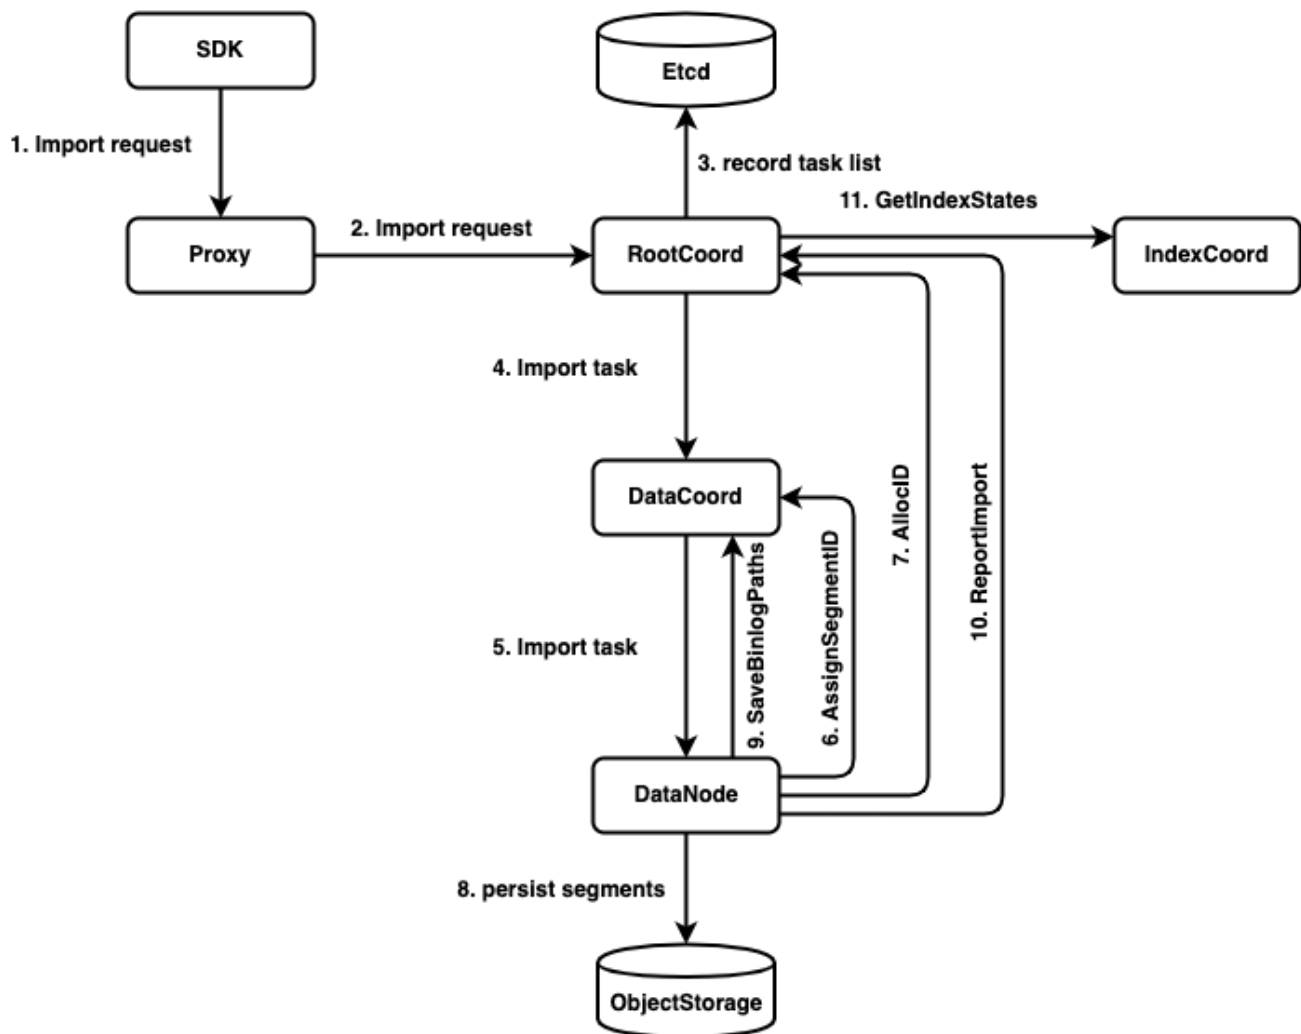 SDK
Etcd
1. Import request
3. record task list
11. GetIndexStates
2. Import request
Proxy
RootCoord
IndexCoord
4. Import task
DataCoord
7. AllocID
10. ReportImport
6. AssignSegmentID
9. SaveBinlogPaths
5. Import task
DataNode
8. persist segments
ObjectStorage